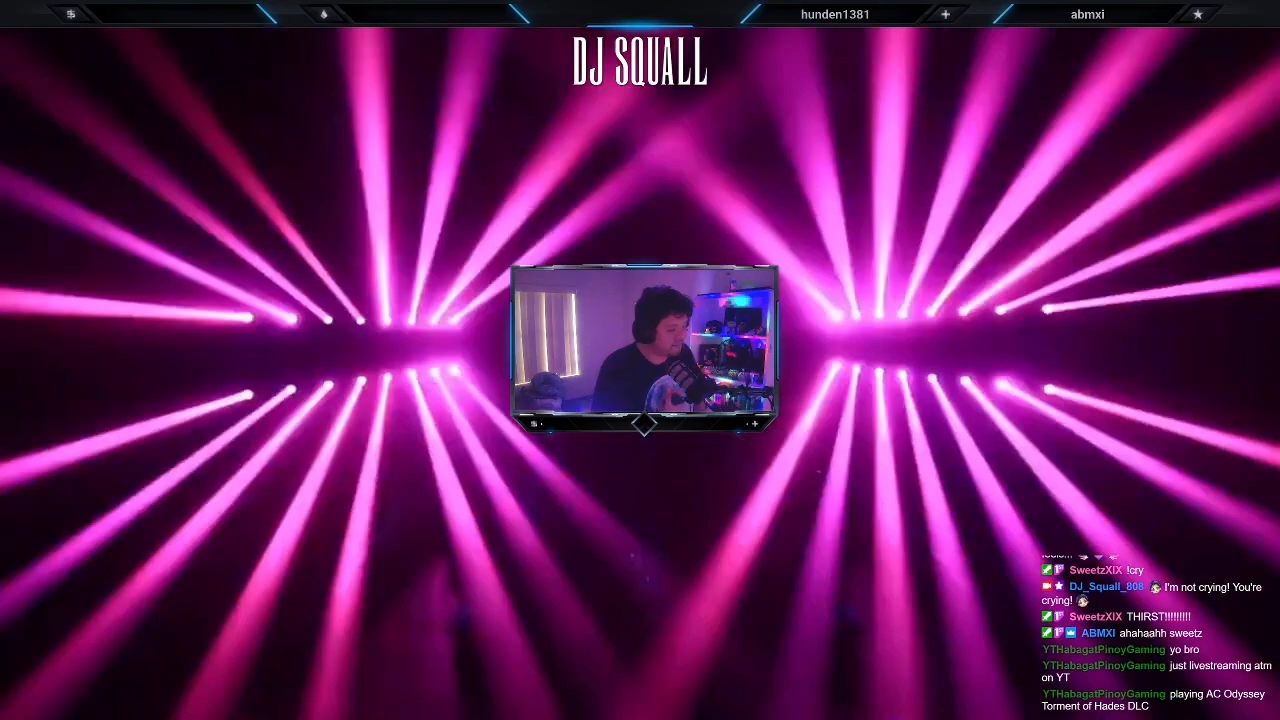 hunden1381
abmxi
DJ SQUALL
SweetzXIX !cry
DJ_Squall_808 I'm not crying! You're
crying!
SweetzXIX THIRST!!!!!!!!!
ABMXI ahahaahh sweetz
YTHabagatPinoyGaming yo bro
YTHabagatPinoyGaming just livestreaming atm
on YT
YTHabagatPinoyGaming playing AC Odyssey
Torment of Hades DLC